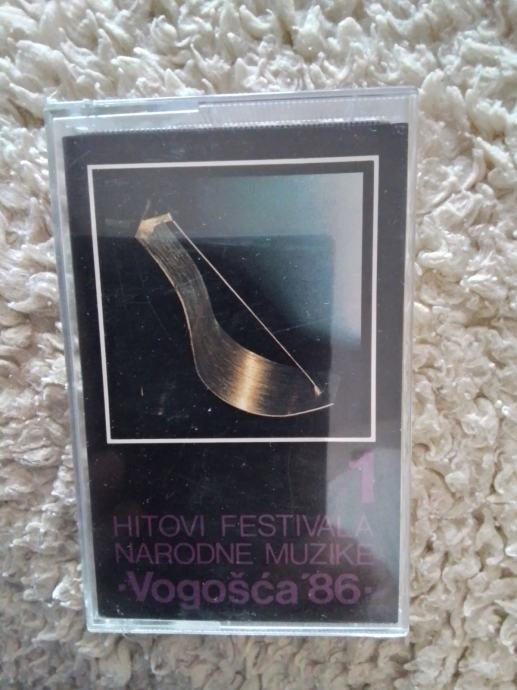 1
HITOVI FESTIVALA
NARODNE MUZIKE
·Vogošća '86·